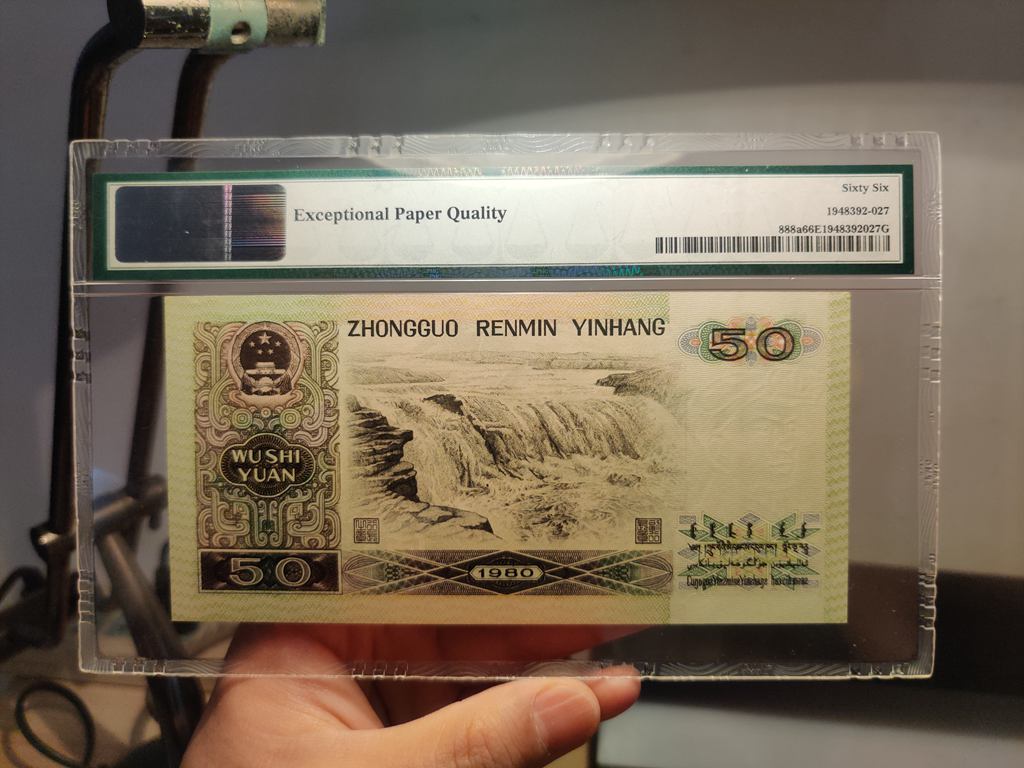 Sixty Six
Exceptional Paper Quality
1948392-027
888a66E1948392027G
ZHONGGUO RENMIN YINHANG
50
WU SHI
YUAN
50
1980